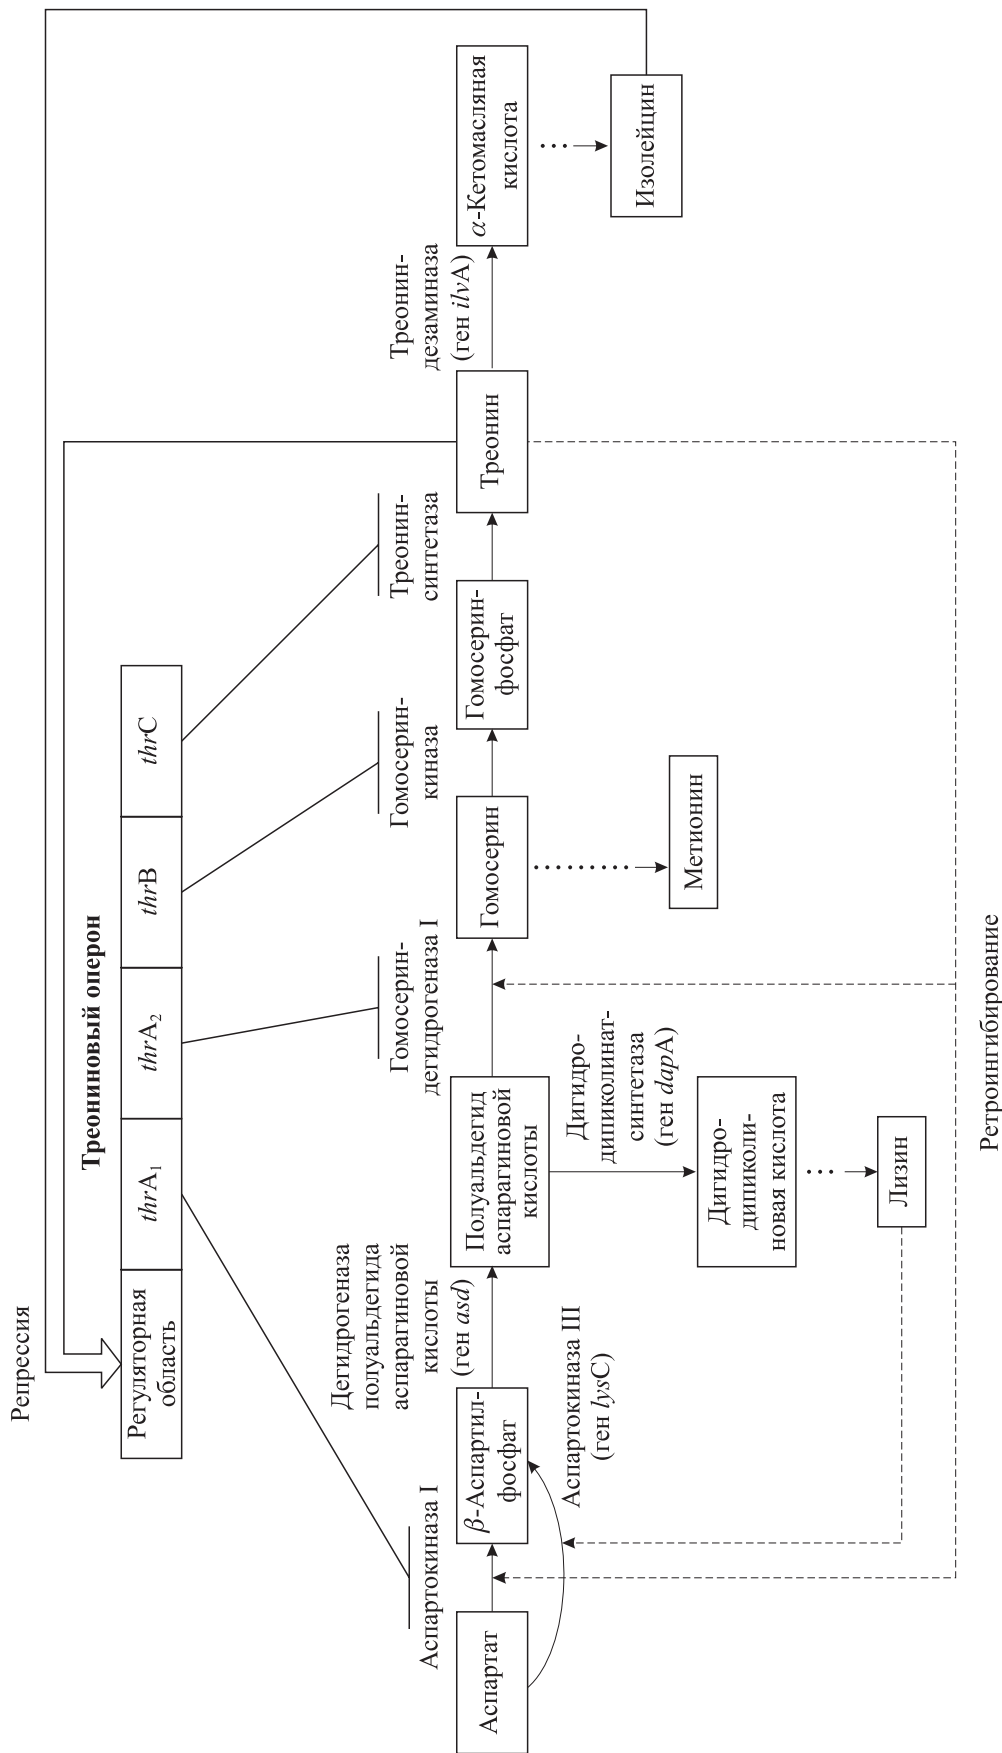 Репрессия
Треониновый оперон
Регуляторная
область
thrA₁
thrA₂
thrB
thrC
Аспартокиназа I
Дегидрогеназа
полуальдегида
аспарагиновой
кислоты
(ген asd)
Гомосерин-
дегидрогеназа I
Гомосерин-
киназа
Треонин-
синтетаза
Треонин-
дезаминаза
(ген ilvA)
Аспартат
β-Аспартил-
фосфат
Полуальдегид
аспарагиновой
кислоты
Гомосерин
Гомосерин-
фосфат
Треонин
α-Кетомасляная
кислота
Аспартокиназа III
(ген lysC)
Дигидро-
дипиколинат-
синтетаза
(ген dapA)
Дигидро-
дипиколи-
новая кислота
Лизин
Метионин
Изолейцин
Ретроингибирование